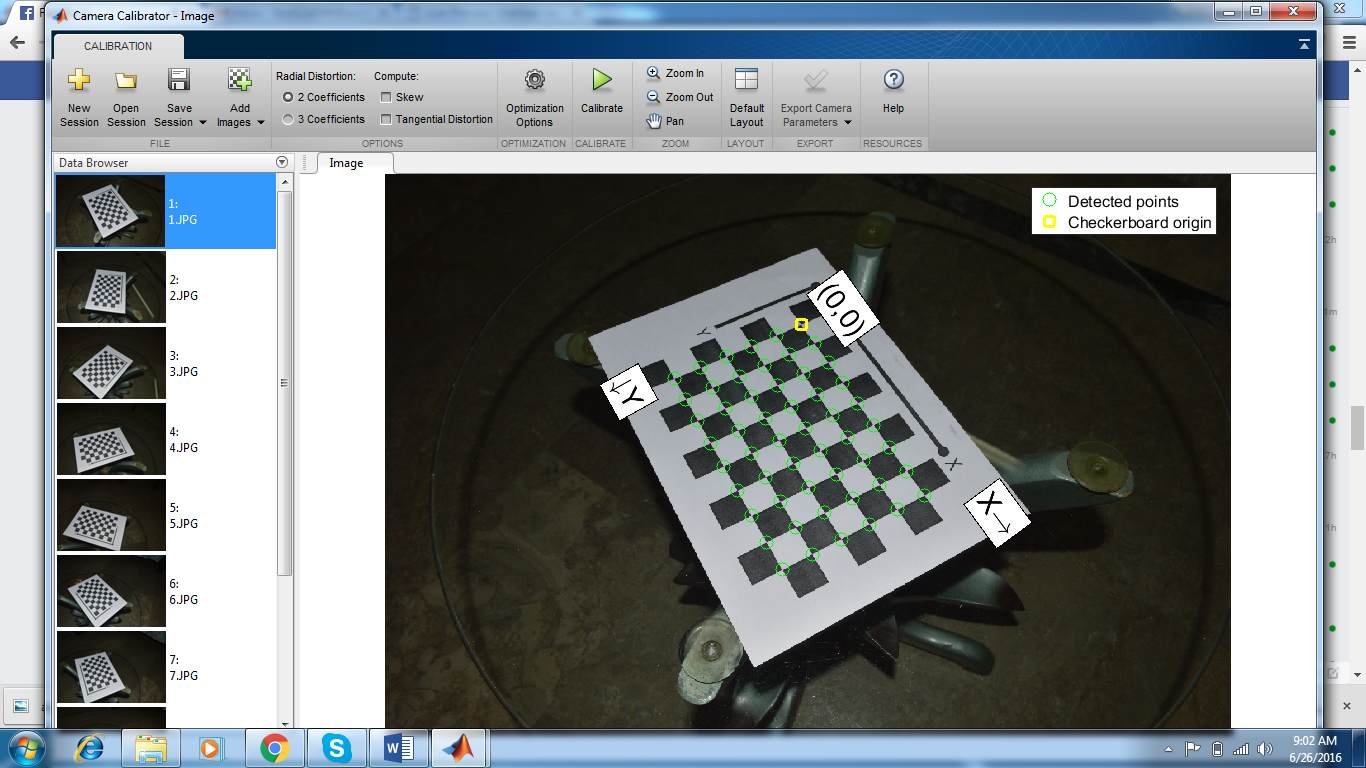 Camera Calibrator - Image
CALIBRATION
New Session
Open Session
Save Session
Add Images
FILE
Radial Distortion:
2 Coefficients
3 Coefficients
Compute:
Skew
Tangential Distortion
OPTIONS
Optimization Options
OPTIMIZATION
Calibrate
CALIBRATE
Zoom In
Zoom Out
Pan
ZOOM
Default Layout
LAYOUT
Export Camera Parameters
EXPORT
Help
RESOURCES
Data Browser
Image
1:
1.JPG
2:
2.JPG
3:
3.JPG
4:
4.JPG
5:
5.JPG
6:
6.JPG
7:
7.JPG
Detected points
Checkerboard origin
(0,0)
Y
←Y
X
X→
2h
1m
7h
1h
9:02 AM
6/26/2016